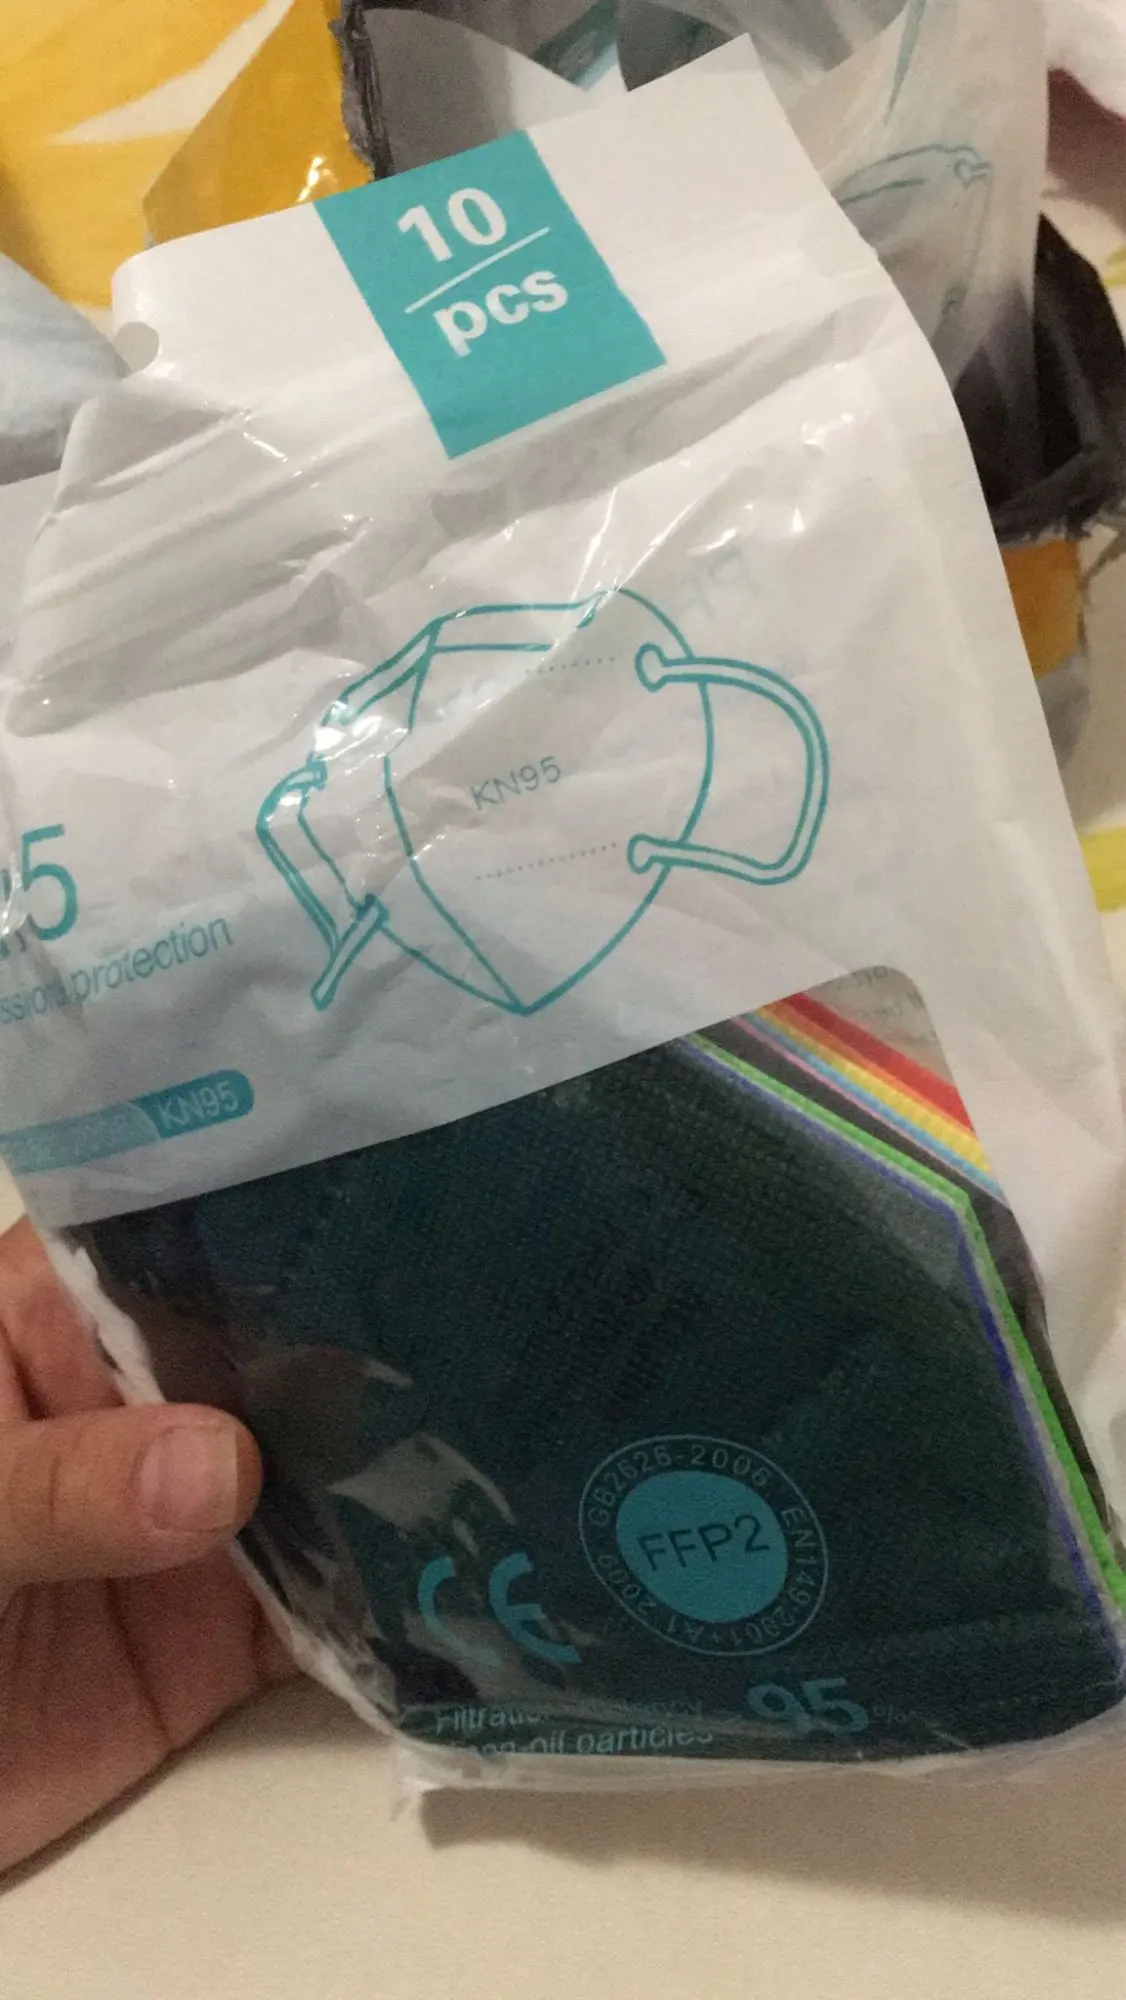 10
pcs
KN95
5
protection
KN95
GB2626-2006 EN149:2001+A1:2009
FFP2
CE
95%
particles